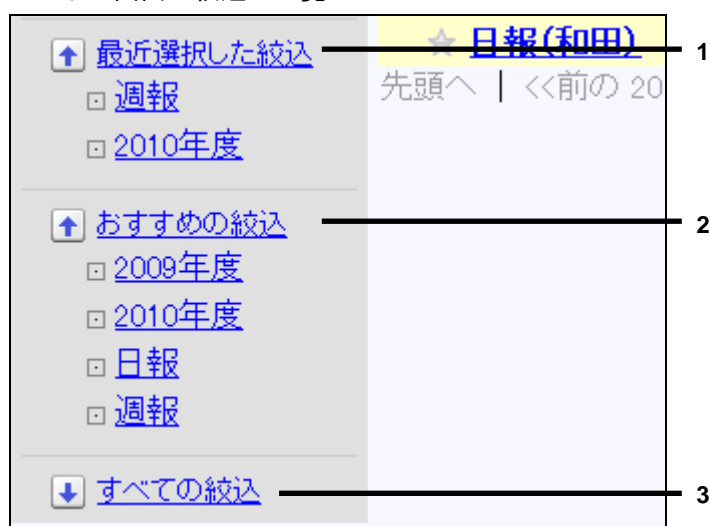 最近選択した絞込
週報
2010年度
おすすめの絞込
2009年度
2010年度
日報
週報
すべての絞込
☆ 日報(和田)
先頭へ | <<前の 20
1
2
3